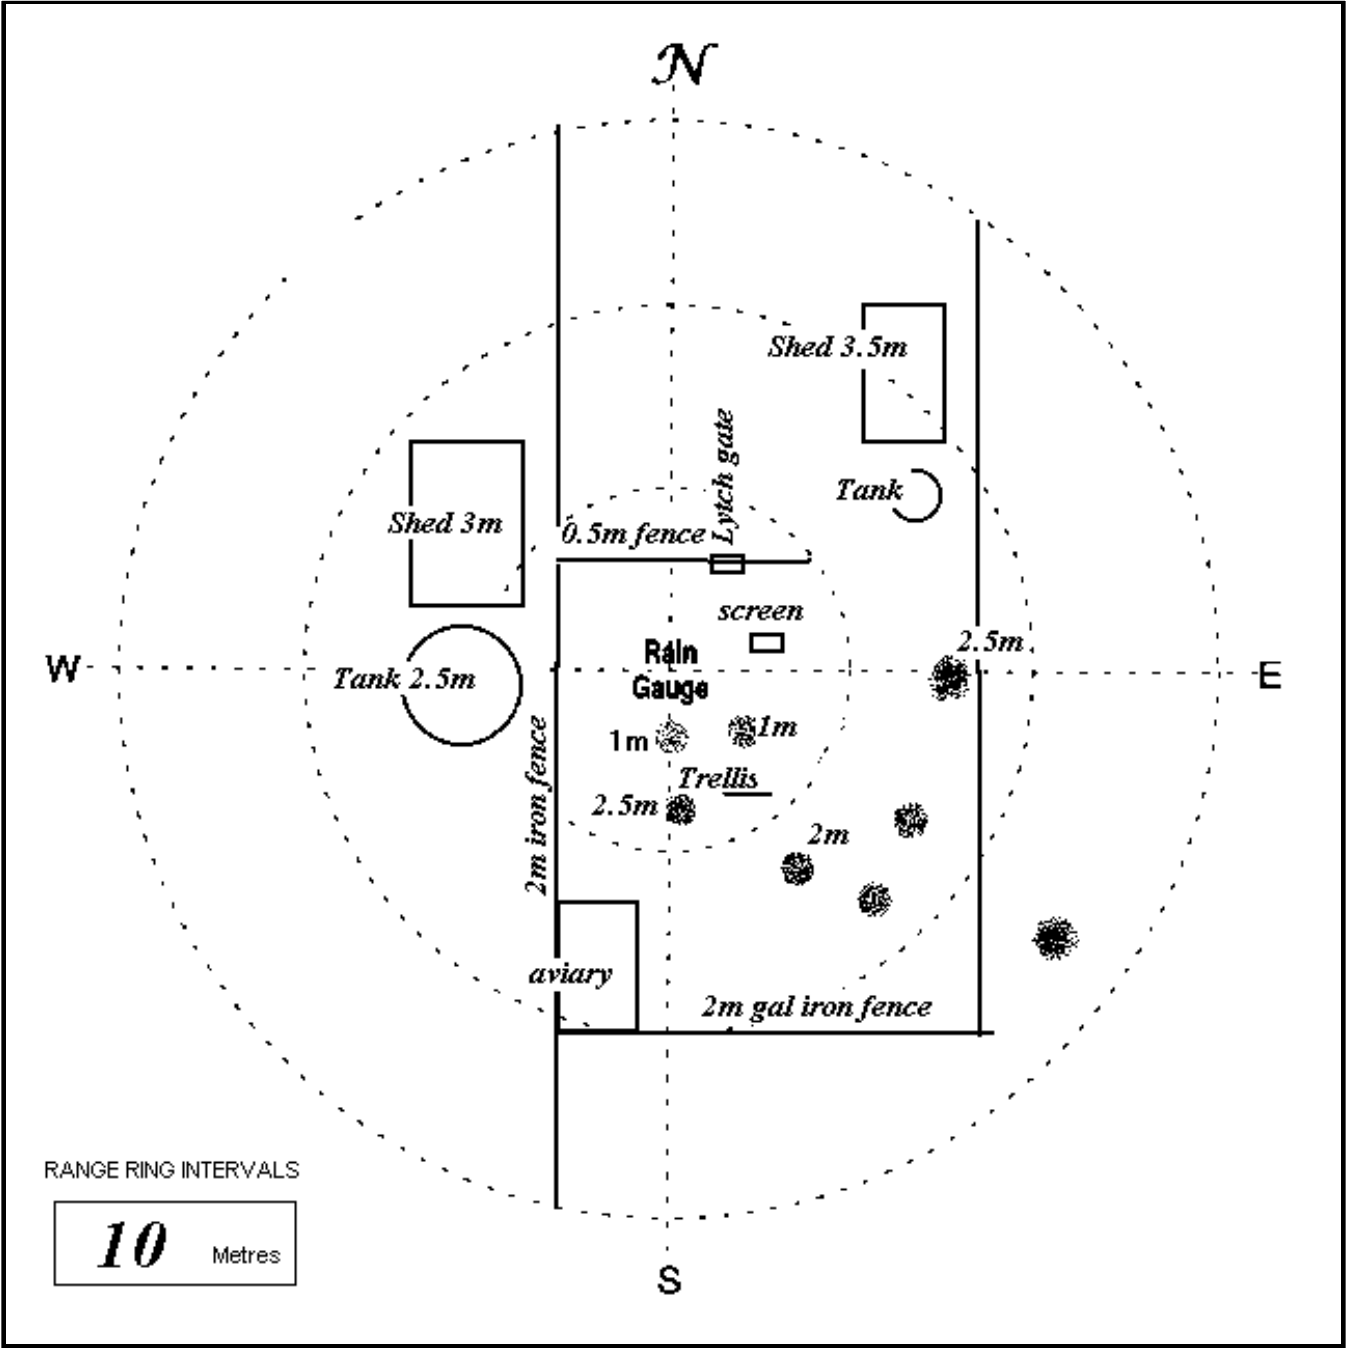 N
Shed 3.5m
Lytch gate
Tank
Shed 3m
0.5m fence
screen
2.5m
Rain
Gauge
W
E
Tank 2.5m
1m
1m
Trellis
2.5m
2m
2m iron fence
aviary
2m gal iron fence
RANGE RING INTERVALS
10 Metres
S